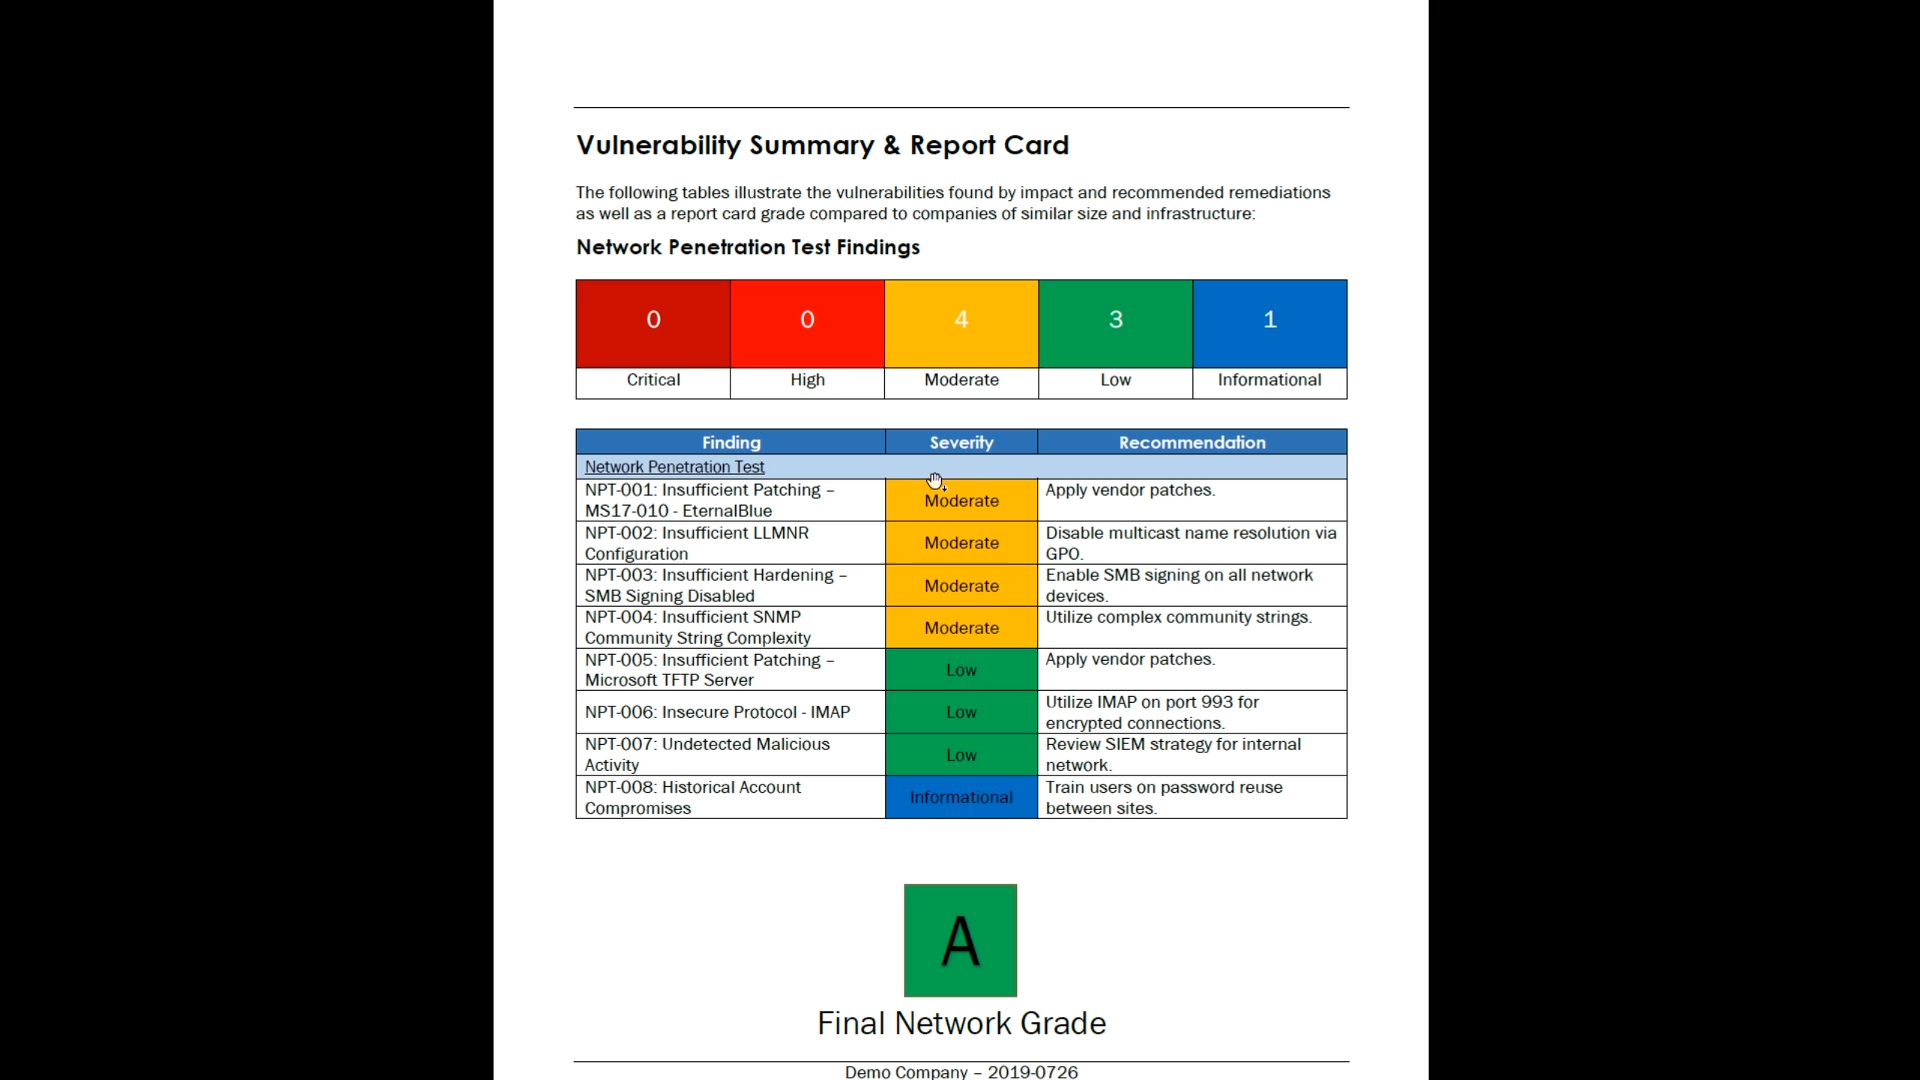 Vulnerability Summary & Report Card
The following tables illustrate the vulnerabilities found by impact and recommended remediations
as well as a report card grade compared to companies of similar size and infrastructure:
Network Penetration Test Findings
0 0 4 3 1
Critical High Moderate Low Informational
Finding Severity Recommendation
Network Penetration Test
NPT-001: Insufficient Patching –
MS17-010 - EternalBlue
Moderate
Apply vendor patches.
NPT-002: Insufficient LLMNR
Configuration
Moderate
Disable multicast name resolution via
GPO.
NPT-003: Insufficient Hardening –
SMB Signing Disabled
Moderate
Enable SMB signing on all network
devices.
NPT-004: Insufficient SNMP
Community String Complexity
Moderate
Utilize complex community strings.
NPT-005: Insufficient Patching –
Microsoft TFTP Server
Low
Apply vendor patches.
NPT-006: Insecure Protocol - IMAP
Low
Utilize IMAP on port 993 for
encrypted connections.
NPT-007: Undetected Malicious
Activity
Low
Review SIEM strategy for internal
network.
NPT-008: Historical Account
Compromises
Informational
Train users on password reuse
between sites.
A
Final Network Grade
Demo Company – 2019-0726